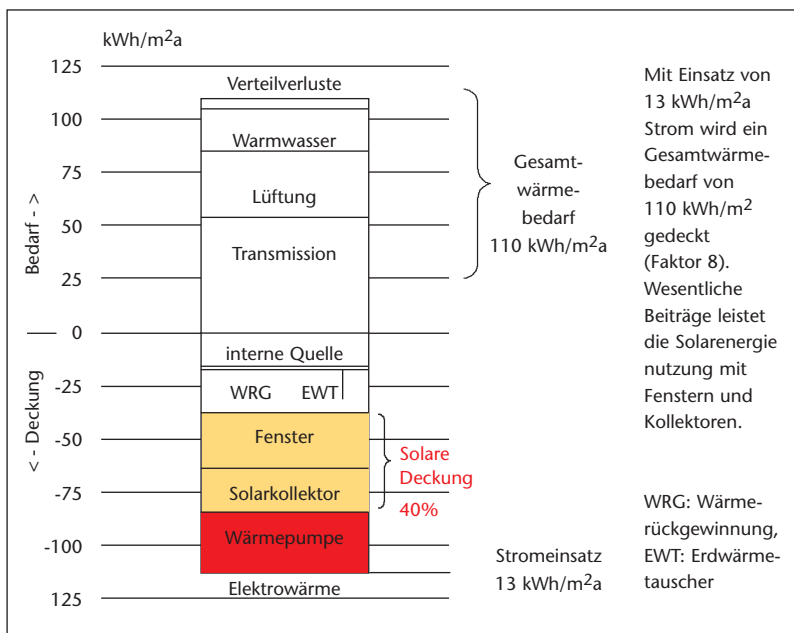 kWh/m²a
125
100
75
50
25
0
-25
-50
-75
-100
125
Bedarf - >
< - Deckung
Verteilverluste
Warmwasser
Lüftung
Transmission
interne Quelle
WRG EWT
Fenster
Solarkollektor
Wärmepumpe
Elektrowärme
Gesamt-
wärme-
bedarf
110 kWh/m²a
Solare
Deckung
40%
Stromeinsatz
13 kWh/m²a
Mit Einsatz von
13 kWh/m²a
Strom wird ein
Gesamtwärme-
bedarf von
110 kWh/m²
gedeckt
(Faktor 8).
Wesentliche
Beiträge leistet
die Solarenergie
nutzung mit
Fenstern und
Kollektoren.
WRG: Wärme-
rückgewinnung,
EWT: Erdwärme-
tauscher